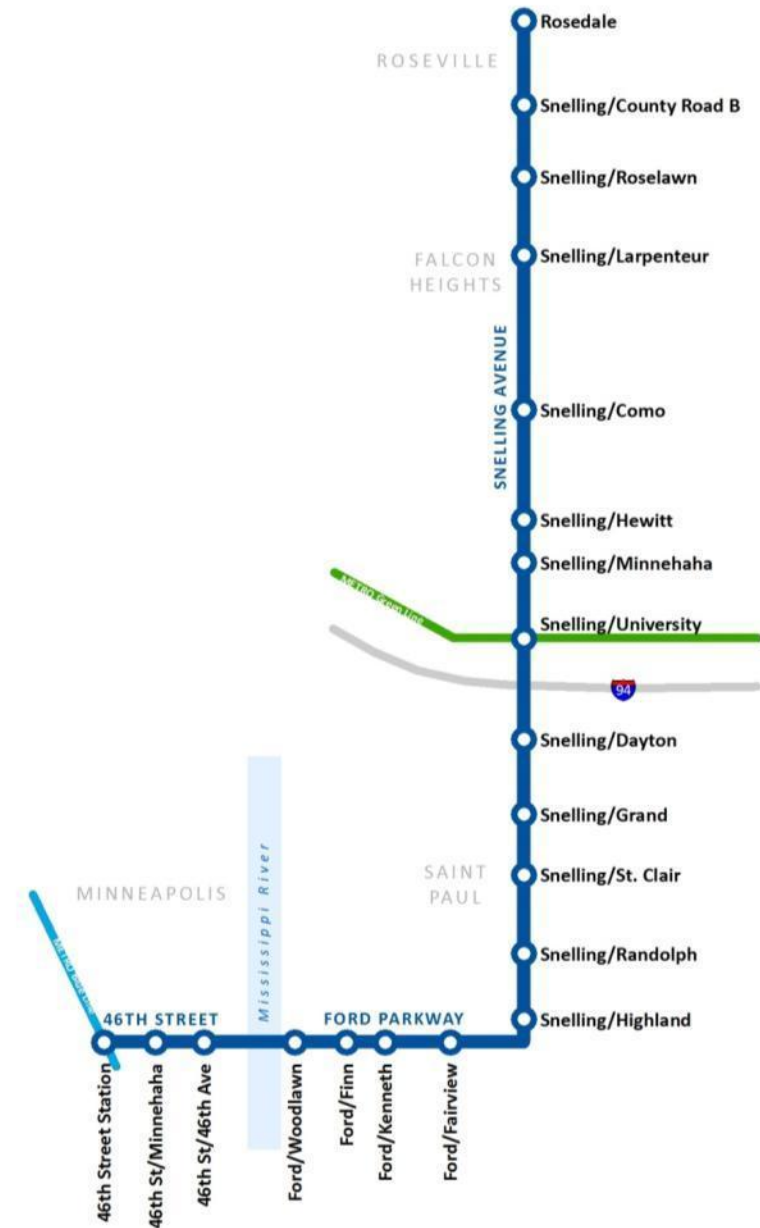 Rosedale
ROSEVILLE
Snelling/County Road B
Snelling/Roselawn
Snelling/Larpenteur
FALCON
HEIGHTS
SNELLING AVENUE
Snelling/Como
Snelling/Hewitt
Snelling/Minnehaha
METRO Green Line
Snelling/University
94
Snelling/Dayton
Snelling/Grand
Mississippi River
SAINT
PAUL
Snelling/St. Clair
MINNEAPOLIS
METRO Blue Line
Snelling/Randolph
46TH STREET
FORD PARKWAY
Snelling/Highland
46th Street Station
46th St/Minnehaha
46th St/46th Ave
Ford/Woodlawn
Ford/Finn
Ford/Kenneth
Ford/Fairview